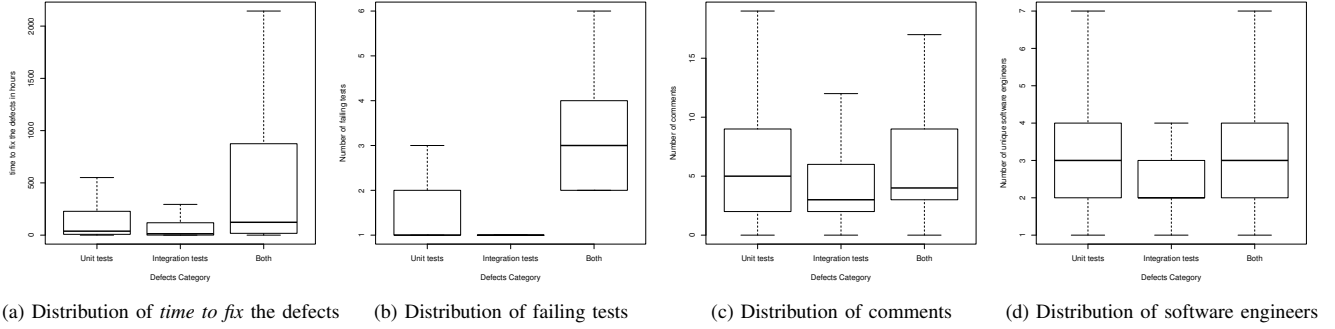 time to fix the defects in hours
0
500
1000
1500
2000
Unit tests
Integration tests
Both
Defects Category
(a) Distribution of time to fix the defects
Number of failing tests
1
2
3
4
5
6
Unit tests
Integration tests
Both
Defects Category
(b) Distribution of failing tests
Number of comments
0
5
10
15
Unit tests
Integration tests
Both
Defects Category
(c) Distribution of comments
Number of unique software engineers
1
2
3
4
5
6
7
Unit tests
Integration tests
Both
Defects Category
(d) Distribution of software engineers